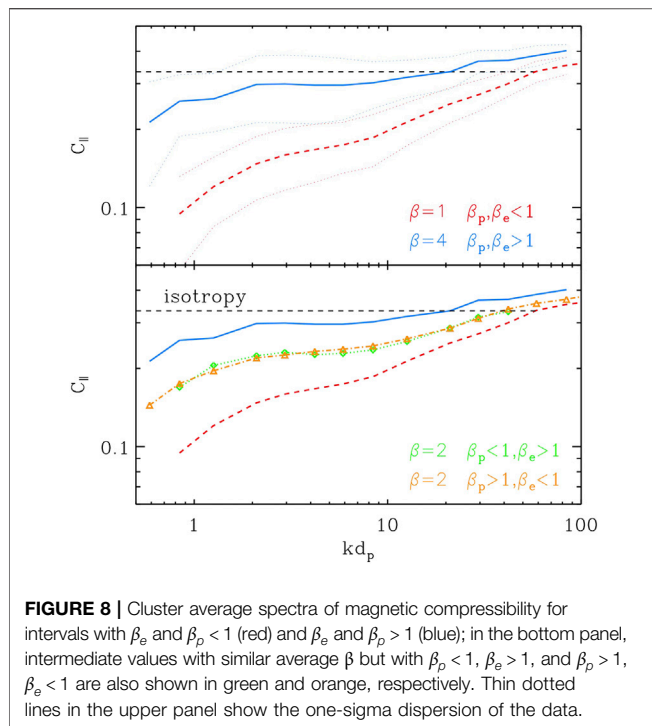 C∥
0.1
β=1 βp,βe<1
β=4 βp,βe>1
isotropy
C∥
0.1
β=2 βp<1,βe>1
β=2 βp>1,βe<1
1 10 100
kdp
FIGURE 8 | Cluster average spectra of magnetic compressibility for
intervals with βe and βp < 1 (red) and βe and βp > 1 (blue); in the bottom panel,
intermediate values with similar average β but with βp < 1, βe > 1, and βp > 1,
βe < 1 are also shown in green and orange, respectively. Thin dotted
lines in the upper panel show the one-sigma dispersion of the data.